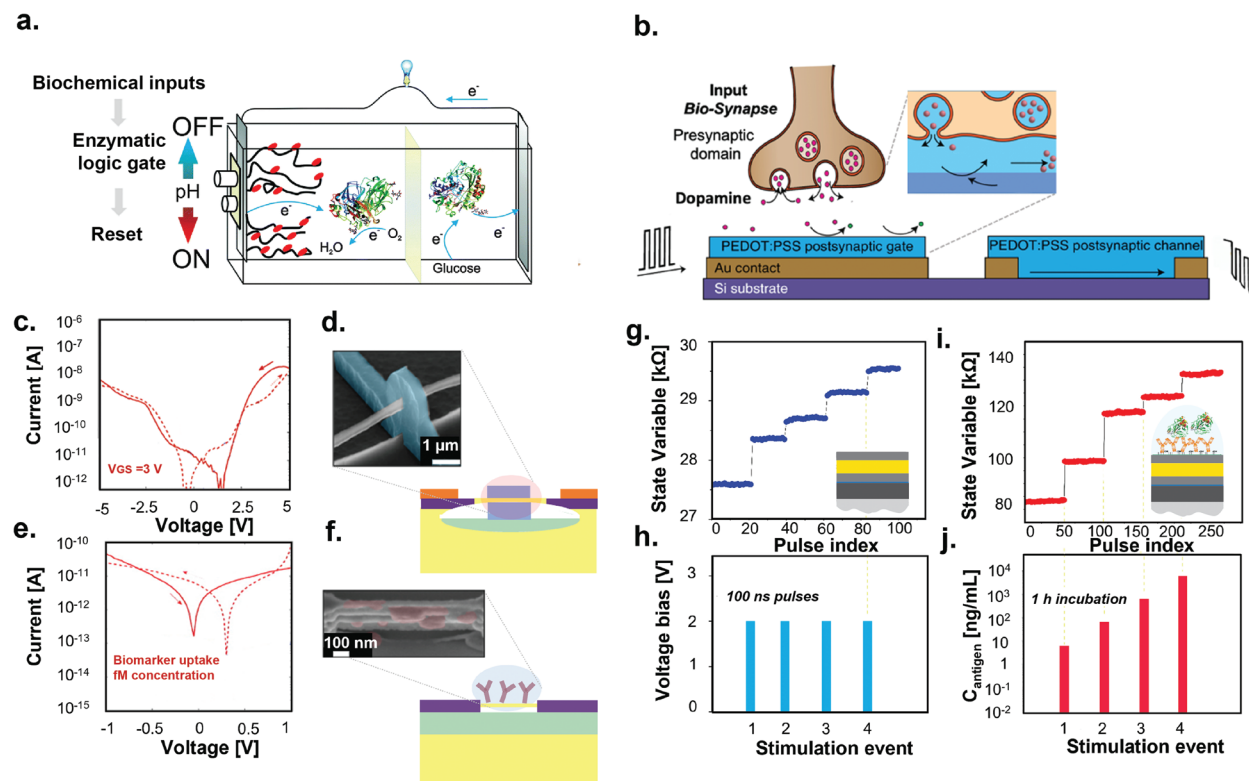 a.
Biochemical inputs
Enzymatic
logic gate
Reset
OFF
pH
ON
e-
e-
H2O
e-
O2
e-
Glucose
e-
b.
Input
Bio-Synapse
Presynaptic
domain
Dopamine
PEDOT:PSS postsynaptic gate
PEDOT:PSS postsynaptic channel
Au contact
Si substrate
c.
Current [A]
10-6
10-7
10-8
10-9
10-10
10-11
10-12
VGS =3 V
-5
-2.5
0
2.5
5
Voltage [V]
d.
1 µm
e.
Current [A]
10-10
10-11
10-12
10-13
10-14
10-15
Biomarker uptake
fM concentration
-1
-0.5
0
0.5
1
Voltage [V]
f.
100 nm
g.
State Variable [kΩ]
30
29
28
27
0
20
40
60
80
100
Pulse index
h.
Voltage bias [V]
3
2
1
0
100 ns pulses
1
2
3
4
Stimulation event
i.
State Variable [kΩ]
140
120
100
80
0
50
100
150
200
250
Pulse index
j.
Cantigen [ng/mL]
104
103
102
10
1
10-1
10-2
1 h incubation
1
2
3
4
Stimulation event